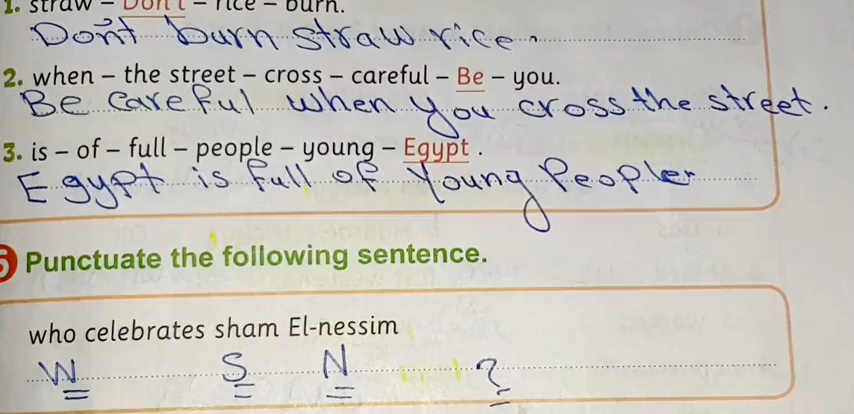 1. straw – Don't – rice – burn.
Don't burn straw rice.
2. when – the street – cross – careful – Be – you.
Be careful when you cross the street.
3. is – of – full – people – young – Egypt .
Egypt is full of Young People.
5 Punctuate the following sentence.
who celebrates sham El-nessim
W S N ?